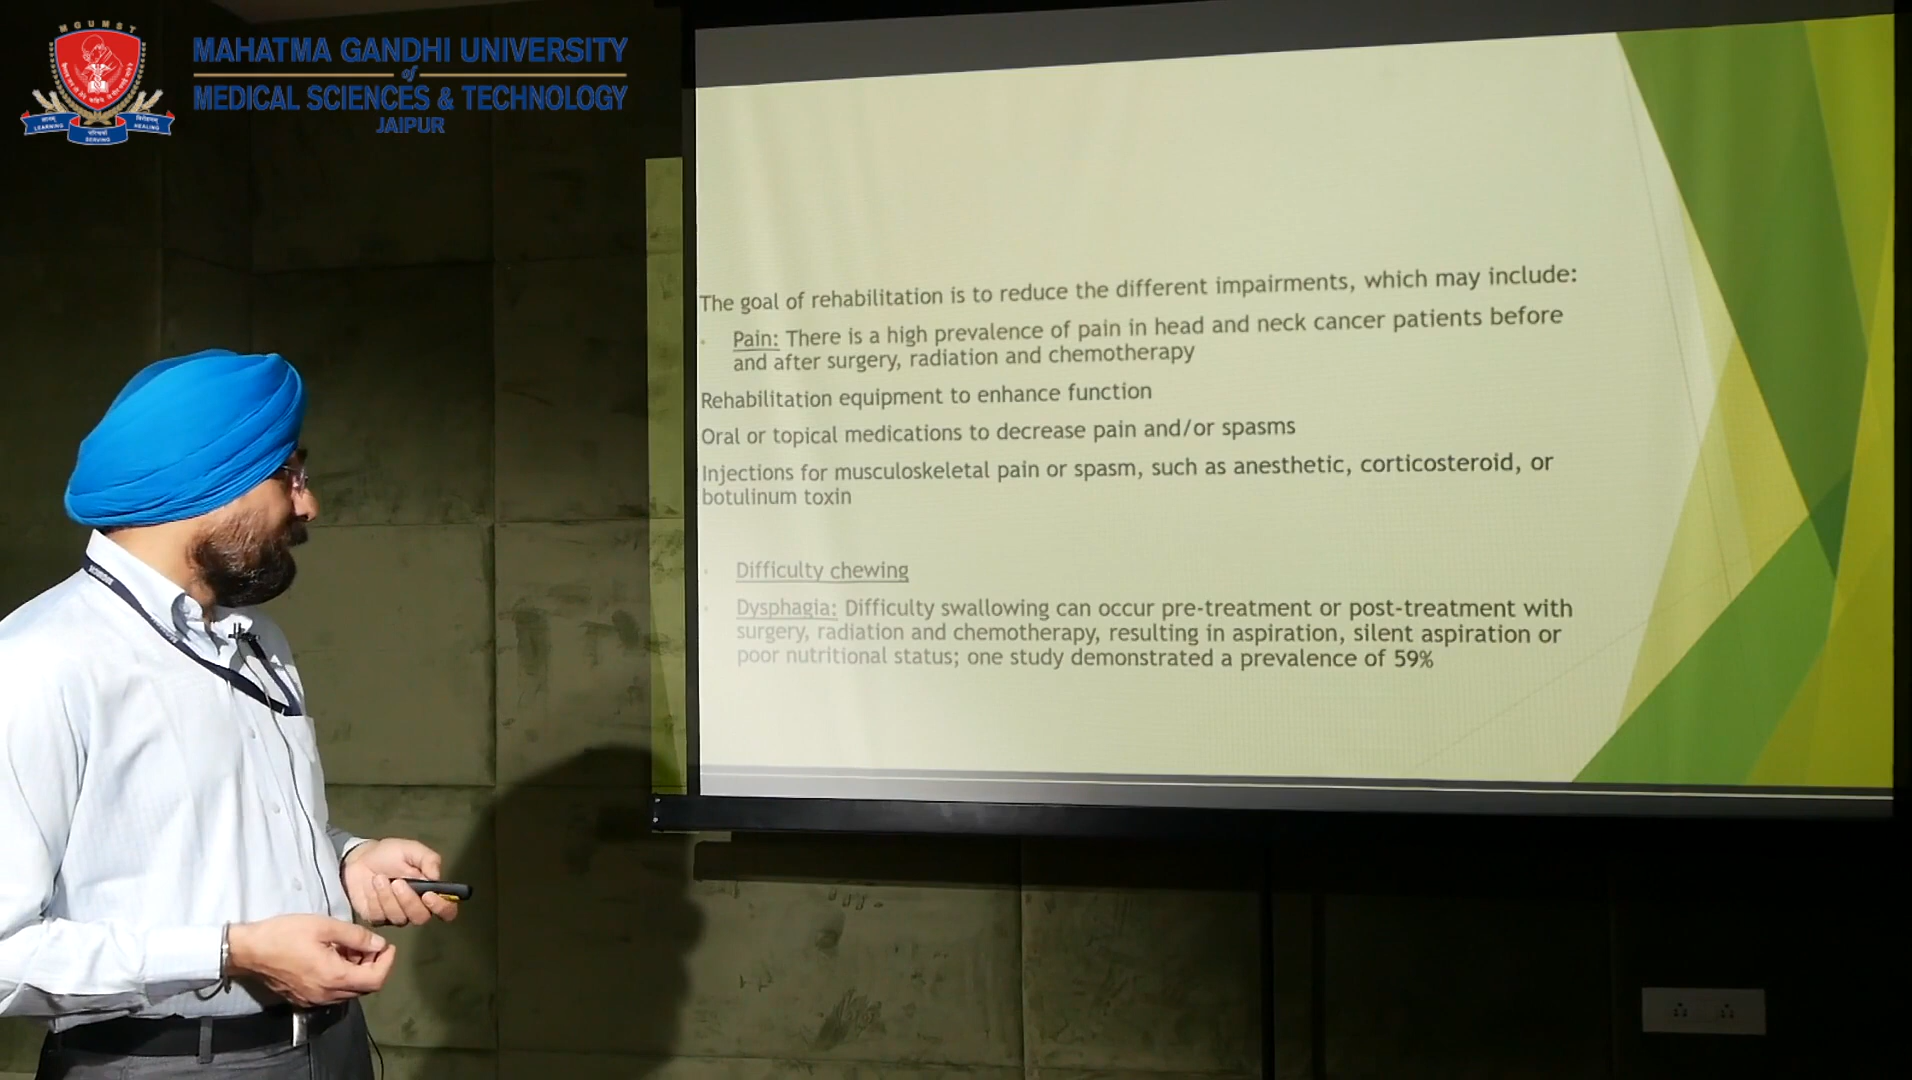 MGUMST
LEARNING
SERVING
HEALING
MAHATMA GANDHI UNIVERSITY
of
MEDICAL SCIENCES & TECHNOLOGY
JAIPUR
The goal of rehabilitation is to reduce the different impairments, which may include:
Pain: There is a high prevalence of pain in head and neck cancer patients before
and after surgery, radiation and chemotherapy
Rehabilitation equipment to enhance function
Oral or topical medications to decrease pain and/or spasms
Injections for musculoskeletal pain or spasm, such as anesthetic, corticosteroid, or
botulinum toxin
Difficulty chewing
Dysphagia: Difficulty swallowing can occur pre-treatment or post-treatment with
surgery, radiation and chemotherapy, resulting in aspiration, silent aspiration or
poor nutritional status; one study demonstrated a prevalence of 59%